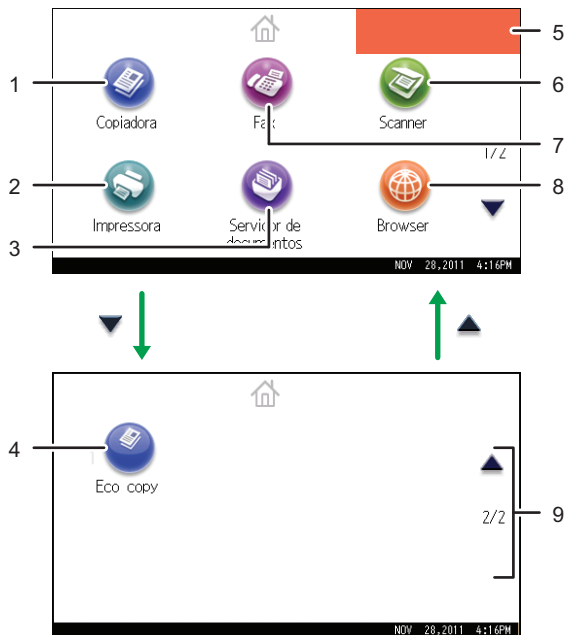 5
1
6
Copiadora Fax Scanner
7
1/2
2
8
Impressora Servidor de documentos Browser
3
NOV 28,2011 4:16PM
4
Eco copy
2/2
9
NOV 28,2011 4:16PM